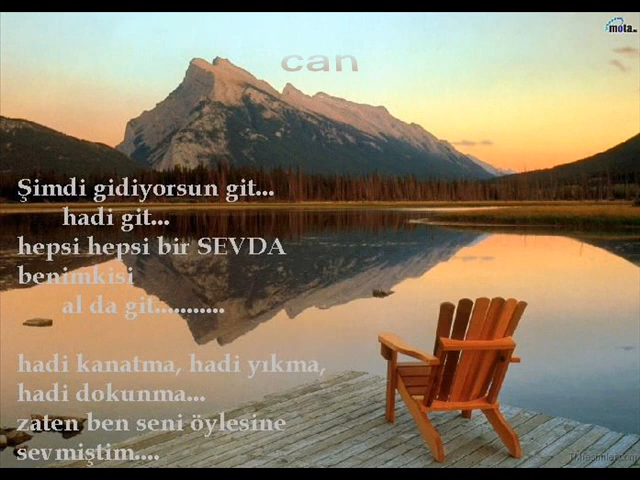 mota
can
Şimdi gidiyorsun git...
hadi git...
hepsi hepsi bir SEVDA
benimkisi
al da git...........
hadi kanatma, hadi yıkma,
hadi dokunma...
zaten ben seni öylesine
sevmiştim....